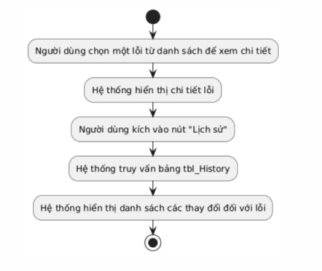 Người dùng chọn một lỗi từ danh sách để xem chi tiết
Hệ thống hiển thị chi tiết lỗi
Người dùng kích vào nút "Lịch sử"
Hệ thống truy vấn bảng tbl_History
Hệ thống hiển thị danh sách các thay đổi đối với lỗi